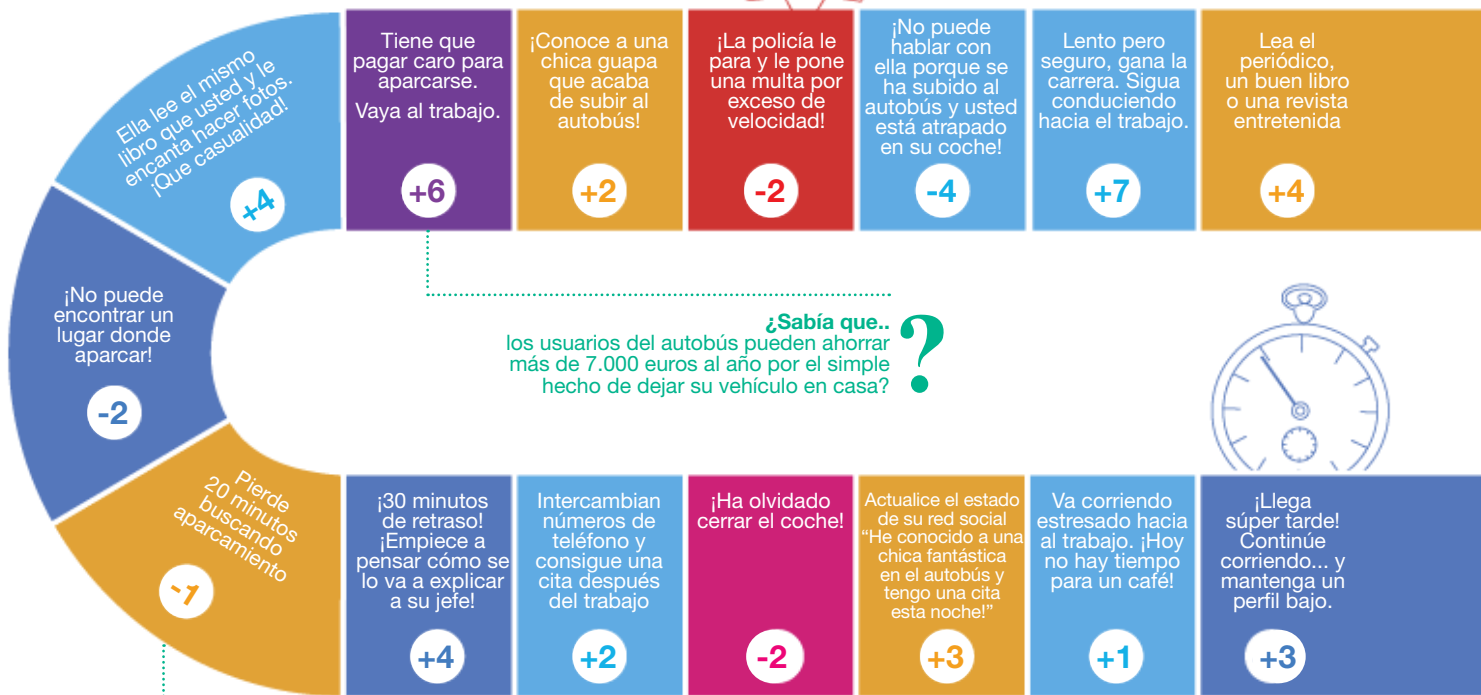 Tiene que
pagar caro para
aparcarse.
Vaya al trabajo.
+6
¡Conoce a una
chica guapa
que acaba
de subir al
autobús!
+2
¡La policía le
para y le pone
una multa por
exceso de
velocidad!
-2
¡No puede
hablar con
ella porque se
ha subido al
autobús y usted
está atrapado
en su coche!
-4
Lento pero
seguro, gana la
carrera. Sigua
conduciendo
hacia el trabajo.
+7
Lea el
periódico,
un buen libro
o una revista
entretenida
+4
Ella lee el mismo
libro que usted y le
encanta hacer fotos.
¡Que casualidad!
+4
¡No puede
encontrar un
lugar donde
aparcar!
-2
Pierde
20 minutos
buscando
aparcamiento
-1
¿Sabía que..
los usuarios del autobús pueden ahorrar
más de 7.000 euros al año por el simple
hecho de dejar su vehículo en casa?
?
¡30 minutos
de retraso!
¡Empiece a
pensar cómo se
lo va a explicar
a su jefe!
+4
Intercambian
números de
teléfono y
consigue una
cita después
del trabajo
+2
¡Ha olvidado
cerrar el coche!
-2
Actualice el estado
de su red social
“He conocido a una
chica fantástica
en el autobús y
tengo una cita
esta noche!”
+3
Va corriendo
estresado hacia
al trabajo. ¡Hoy
no hay tiempo
para un café!
+1
¡Llega
súper tarde!
Continúe
corriendo... y
mantenga un
perfil bajo.
+3